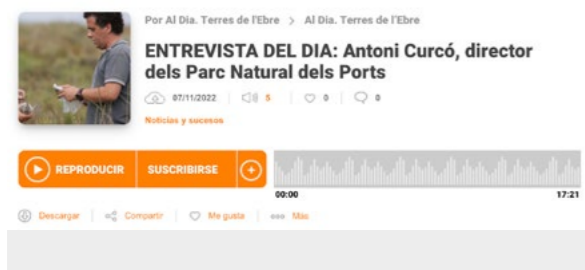 Por Al Dia. Terres de l'Ebre > Al Dia. Terres de l'Ebre
ENTREVISTA DEL DIA: Antoni Curcó, director
dels Parc Natural dels Ports
07/11/2022 5 0 0
Noticias y sucesos
REPRODUCIR SUSCRIBIRSE +
00:00 17:21
Descargar Compartir Me gusta Más